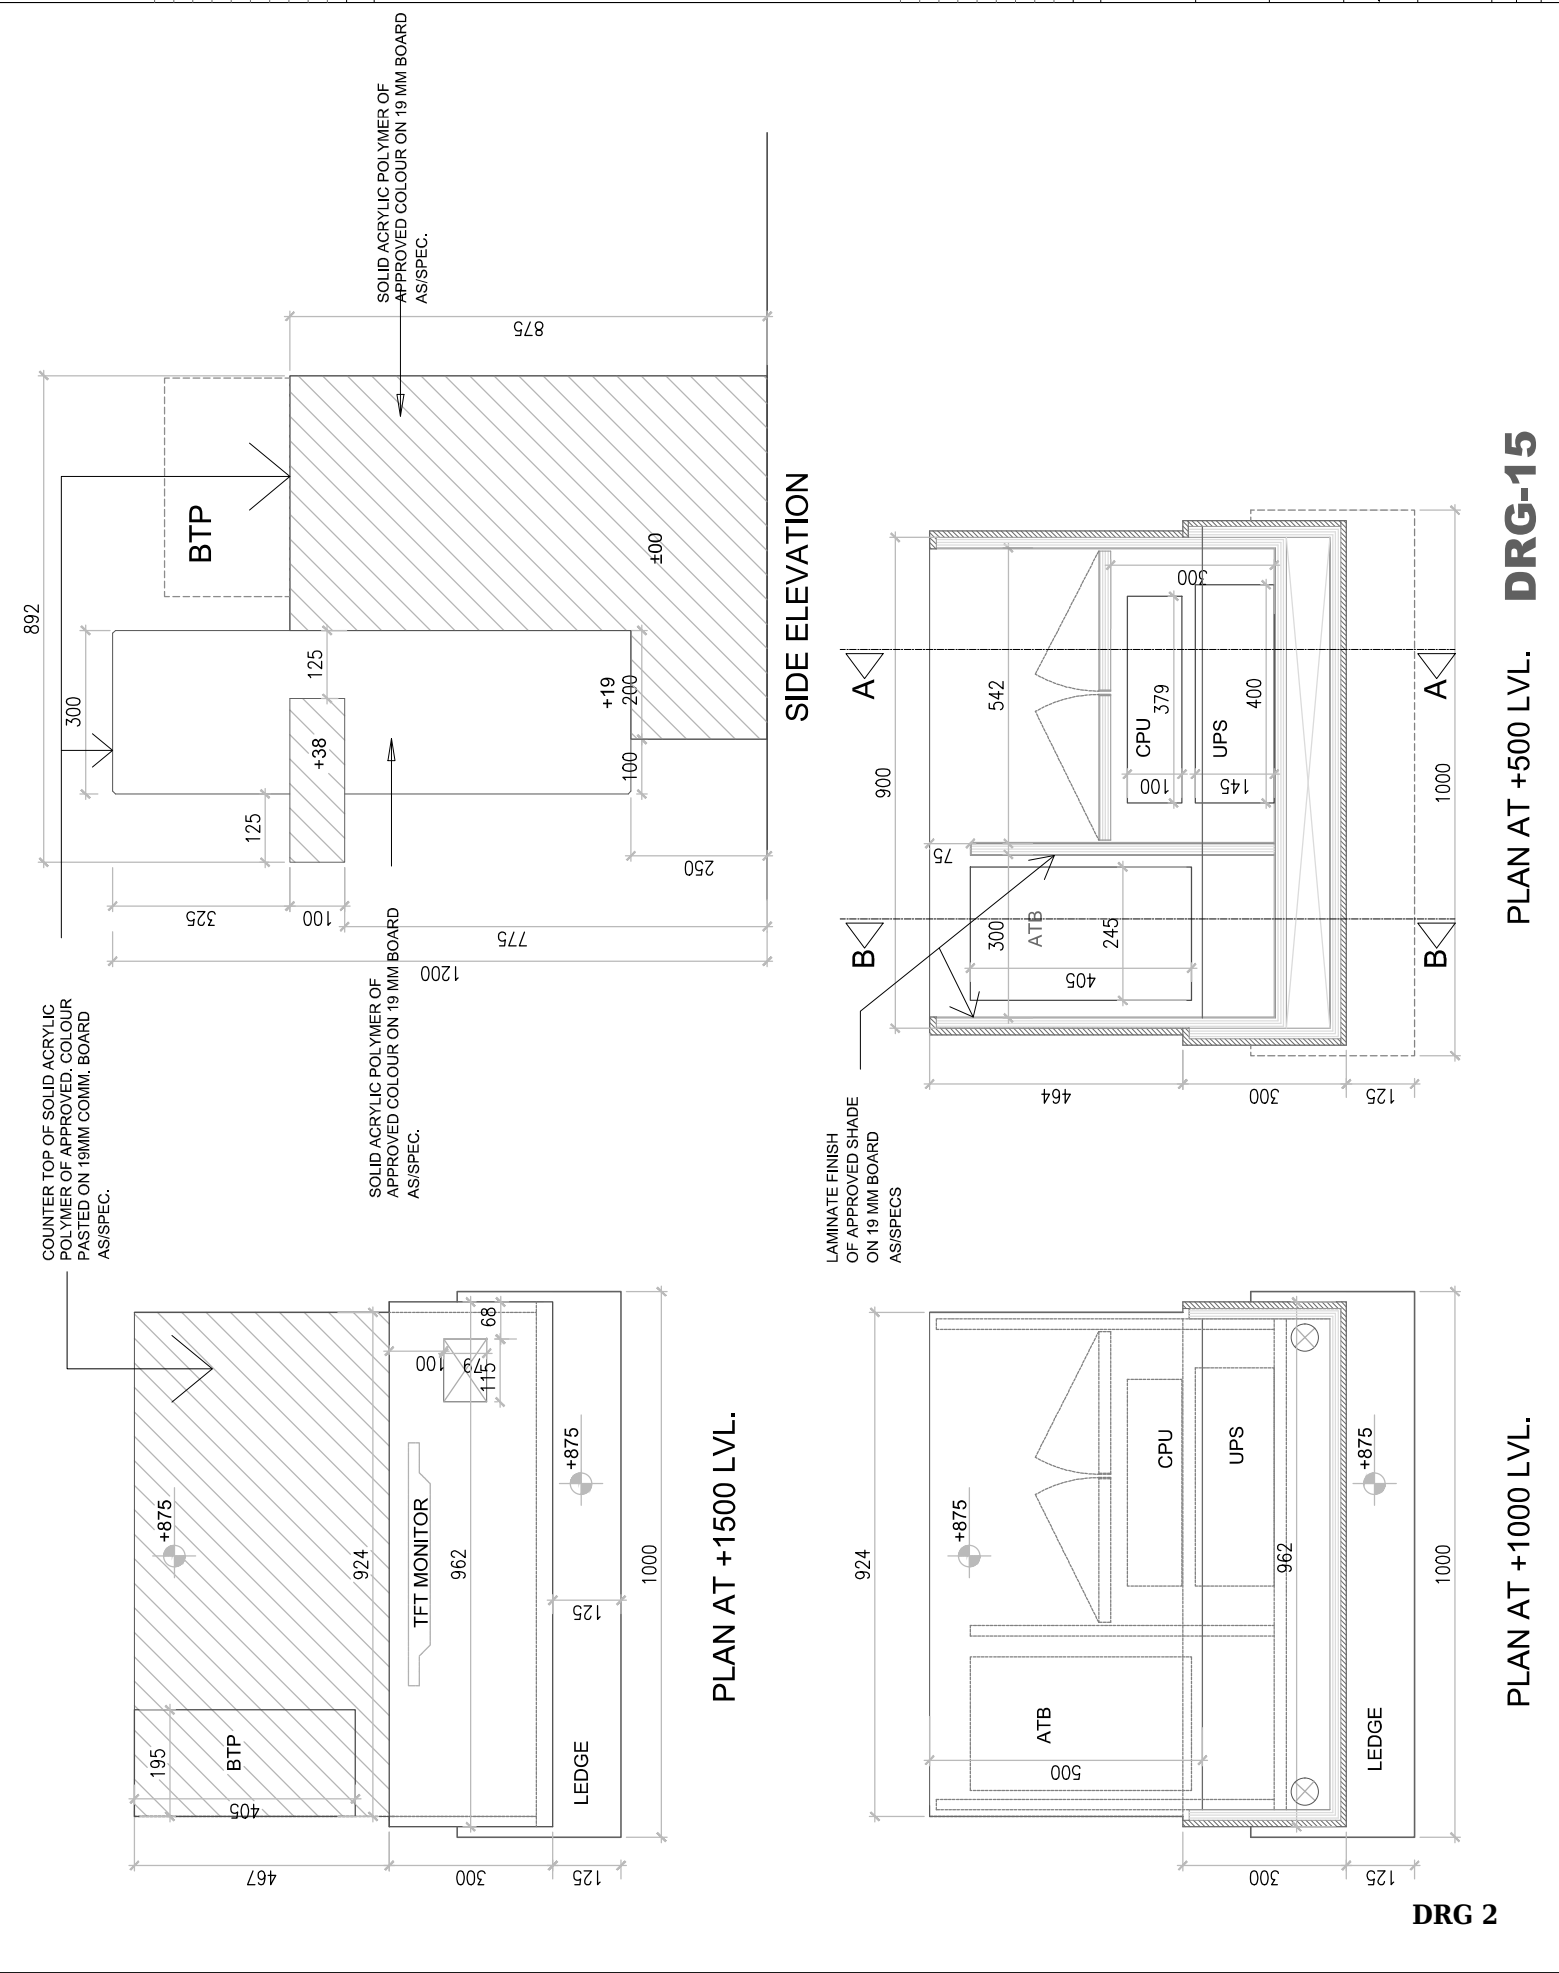 COUNTER TOP OF SOLID ACRYLIC
POLYMER OF APPROVED. COLOUR
PASTED ON 19MM COMM. BOARD
AS/SPEC.
+875
BTP
195
405
924
TFT MONITOR
962
100
79
115
68
+875
LEDGE
125
1000
467
300
125
PLAN AT +1500 LVL.
892
300
BTP
125
+38
125
±00
+19
200
100
325
100
775
1200
250
875
SOLID ACRYLIC POLYMER OF
APPROVED COLOUR ON 19 MM BOARD
AS/SPEC.
SOLID ACRYLIC POLYMER OF
APPROVED COLOUR ON 19 MM BOARD
AS/SPEC.
SIDE ELEVATION
924
+875
ATB
500
CPU
UPS
962
+875
LEDGE
1000
300
125
PLAN AT +1000 LVL.
LAMINATE FINISH
OF APPROVED SHADE
ON 19 MM BOARD
AS/SPECS
B
A
900
75
300
542
ATB
245
405
CPU
379
100
UPS
400
145
300
464
300
125
B
A
1000
PLAN AT +500 LVL.
DRG-15
DRG 2